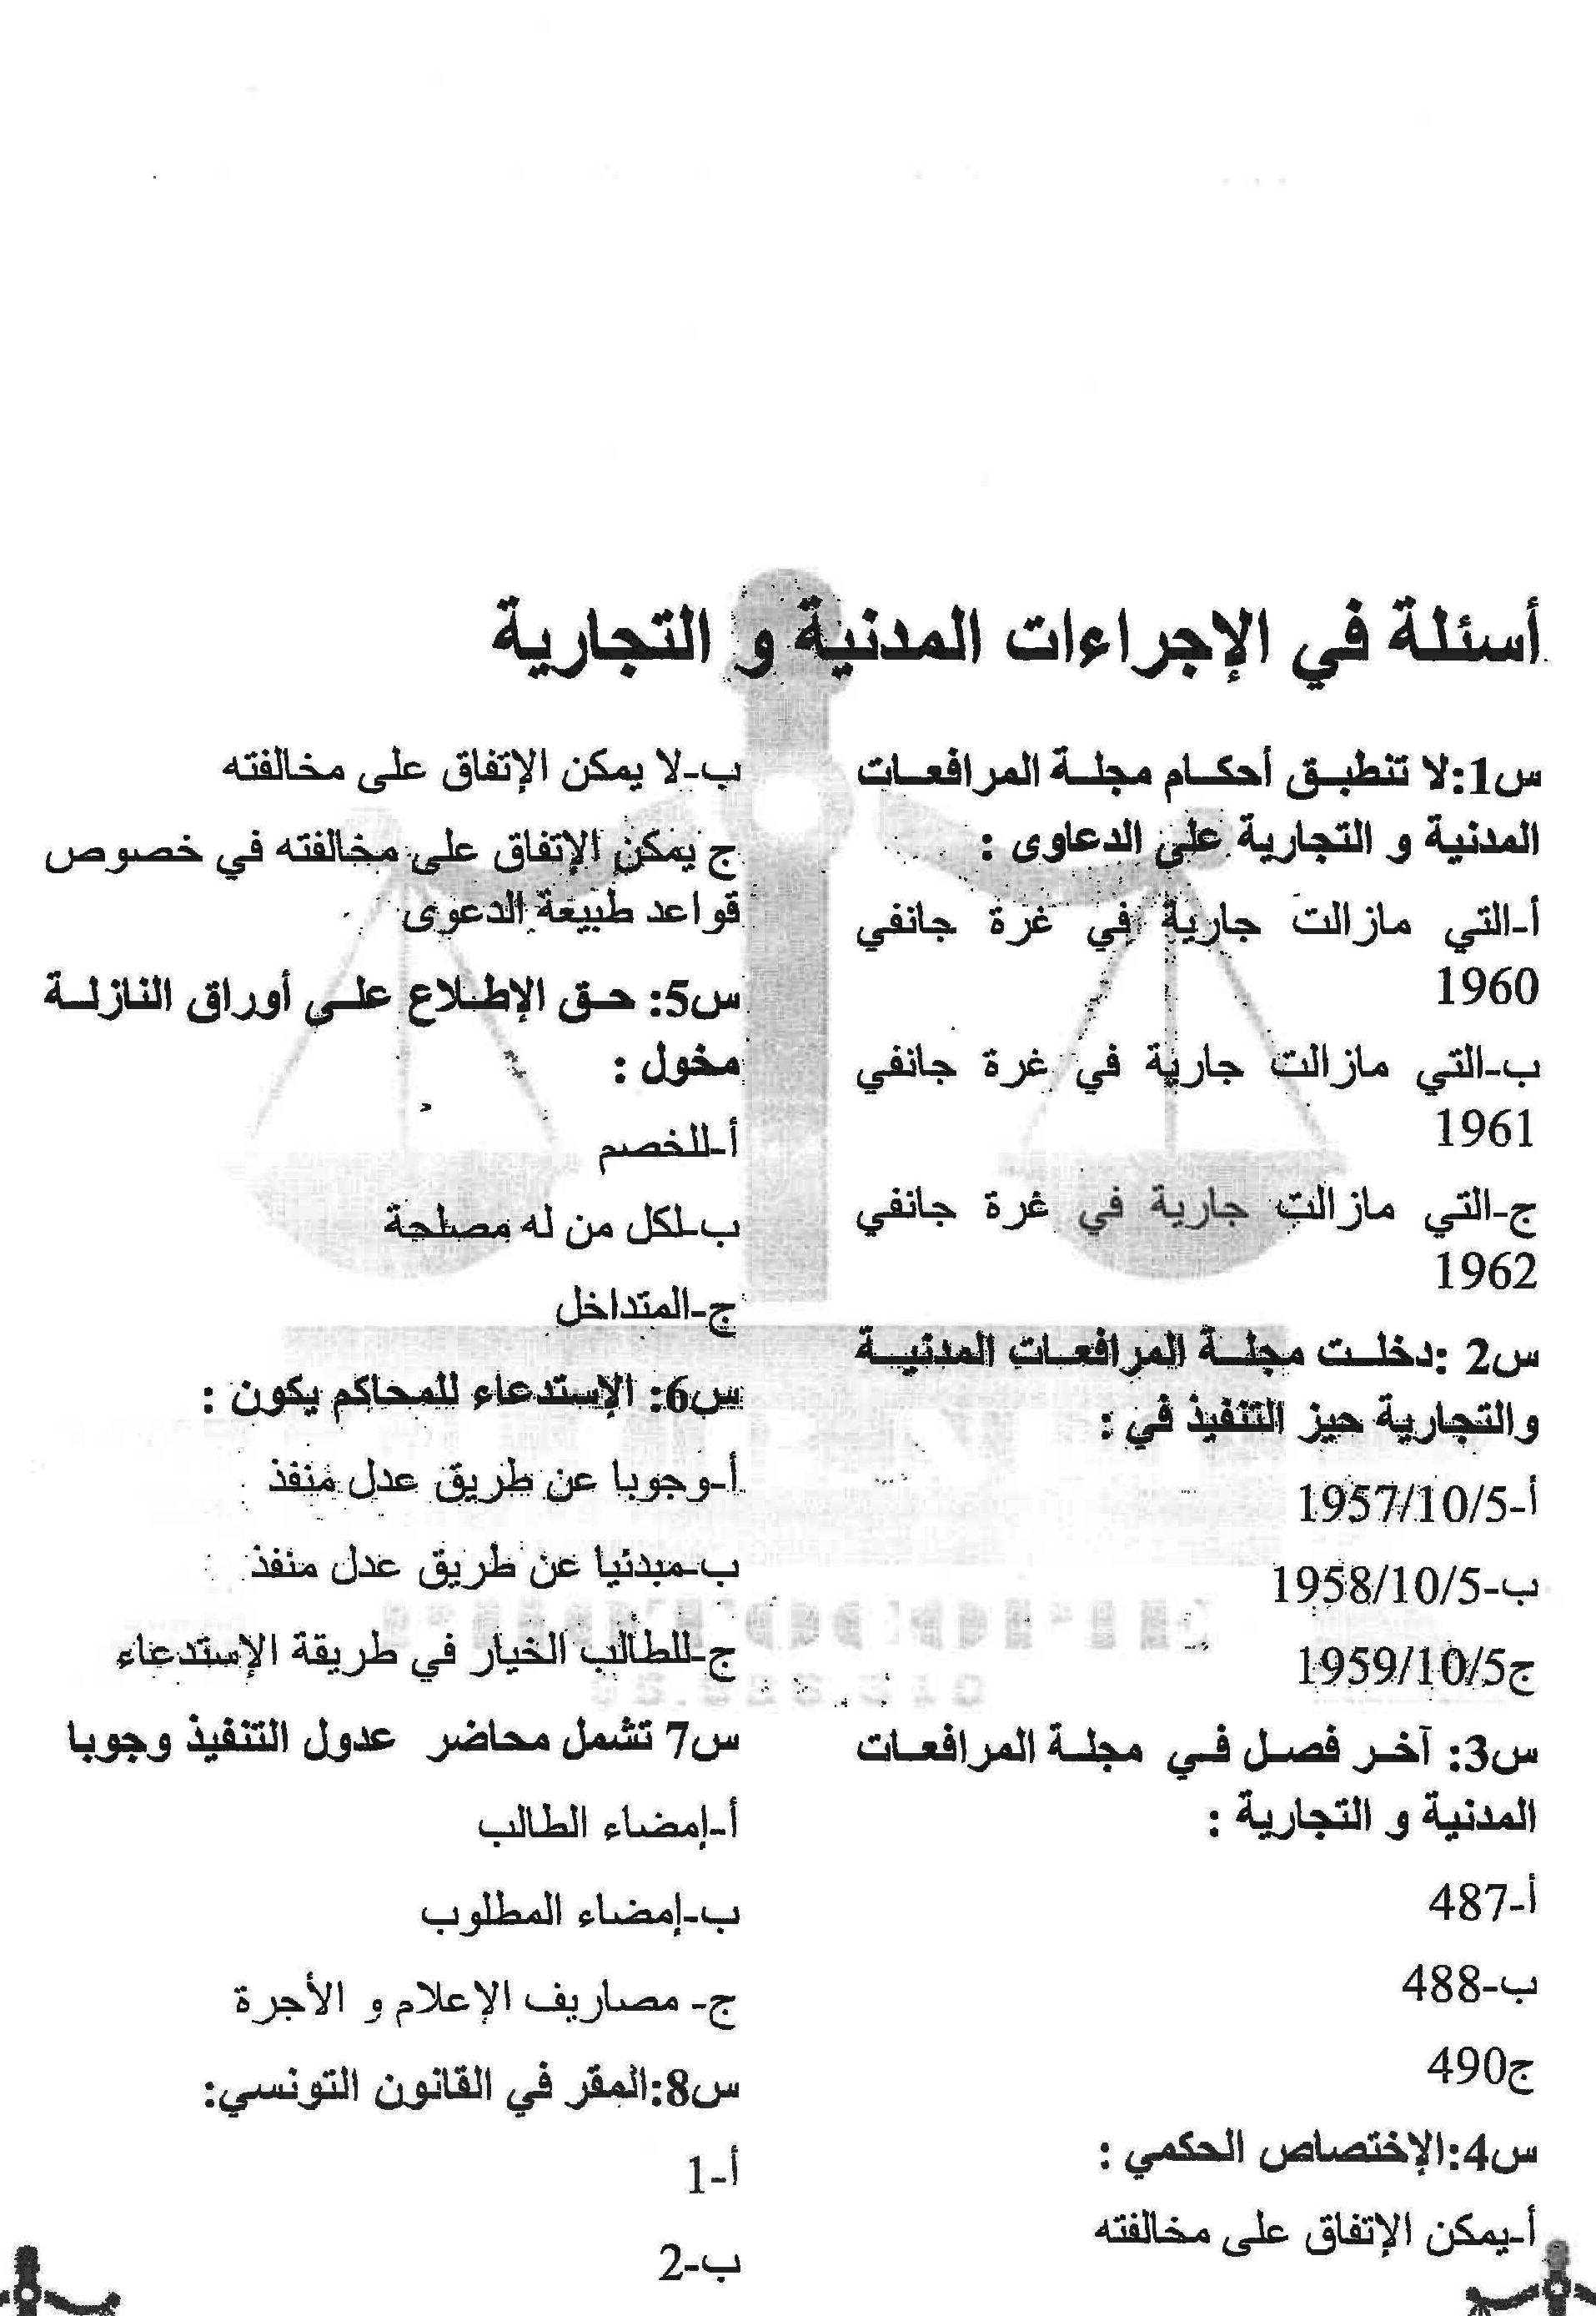 أسئلة في الإجراءات المدنية و التجارية
س1:لا تنطبق أحكام مجلة المرافعات
المدنية و التجارية على الدعاوى :
أ-التي مازالت جارية في غرة جانفي
1960
ب-التي مازالت جارية في غرة جانفي
1961
ج-التي مازالت جارية في غرة جانفي
1962
س2 :دخلت مجلة المرافعات المدنية
والتجارية حيز التنفيذ في :
أ-1957/10/5
ب-1958/10/5
ج1959/10/5
س3: آخر فصل في مجلة المرافعات
المدنية و التجارية :
أ-487
ب-488
ج490
س4:الإختصاص الحكمي :
أ-يمكن الإتفاق على مخالفته
ب-لا يمكن الإتفاق على مخالفته
ج يمكن الإتفاق على مخالفته في خصوص
قواعد طبيعة الدعوى
س5: حق الإطلاع على أوراق النازلة
مخول :
أ-للخصم
ب-لكل من له مصلحة
ج-المتداخل
س6: الإستدعاء للمحاكم يكون :
أ-وجوبا عن طريق عدل منفذ
ب-مبدئيا عن طريق عدل منفذ
ج-للطالب الخيار في طريقة الإستدعاء
س7 تشمل محاضر عدول التنفيذ وجوبا
أ-إمضاء الطالب
ب-إمضاء المطلوب
ج- مصاريف الإعلام و الأجرة
س8:المقر في القانون التونسي:
أ-1
ب-2